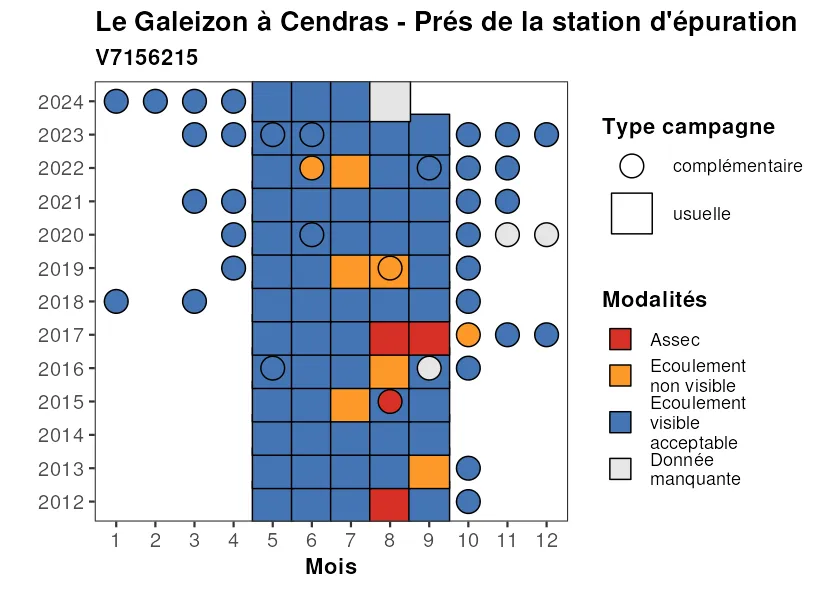 Le Galeizon à Cendras - Prés de la station d'épuration
V7156215
2024
2023
2022
2021
2020
2019
2018
2017
2016
2015
2014
2013
2012
1 2 3 4 5 6 7 8 9 10 11 12
Mois
Type campagne
complémentaire
usuelle
Modalités
Assec
Ecoulement
non visible
Ecoulement
visible
acceptable
Donnée
manquante